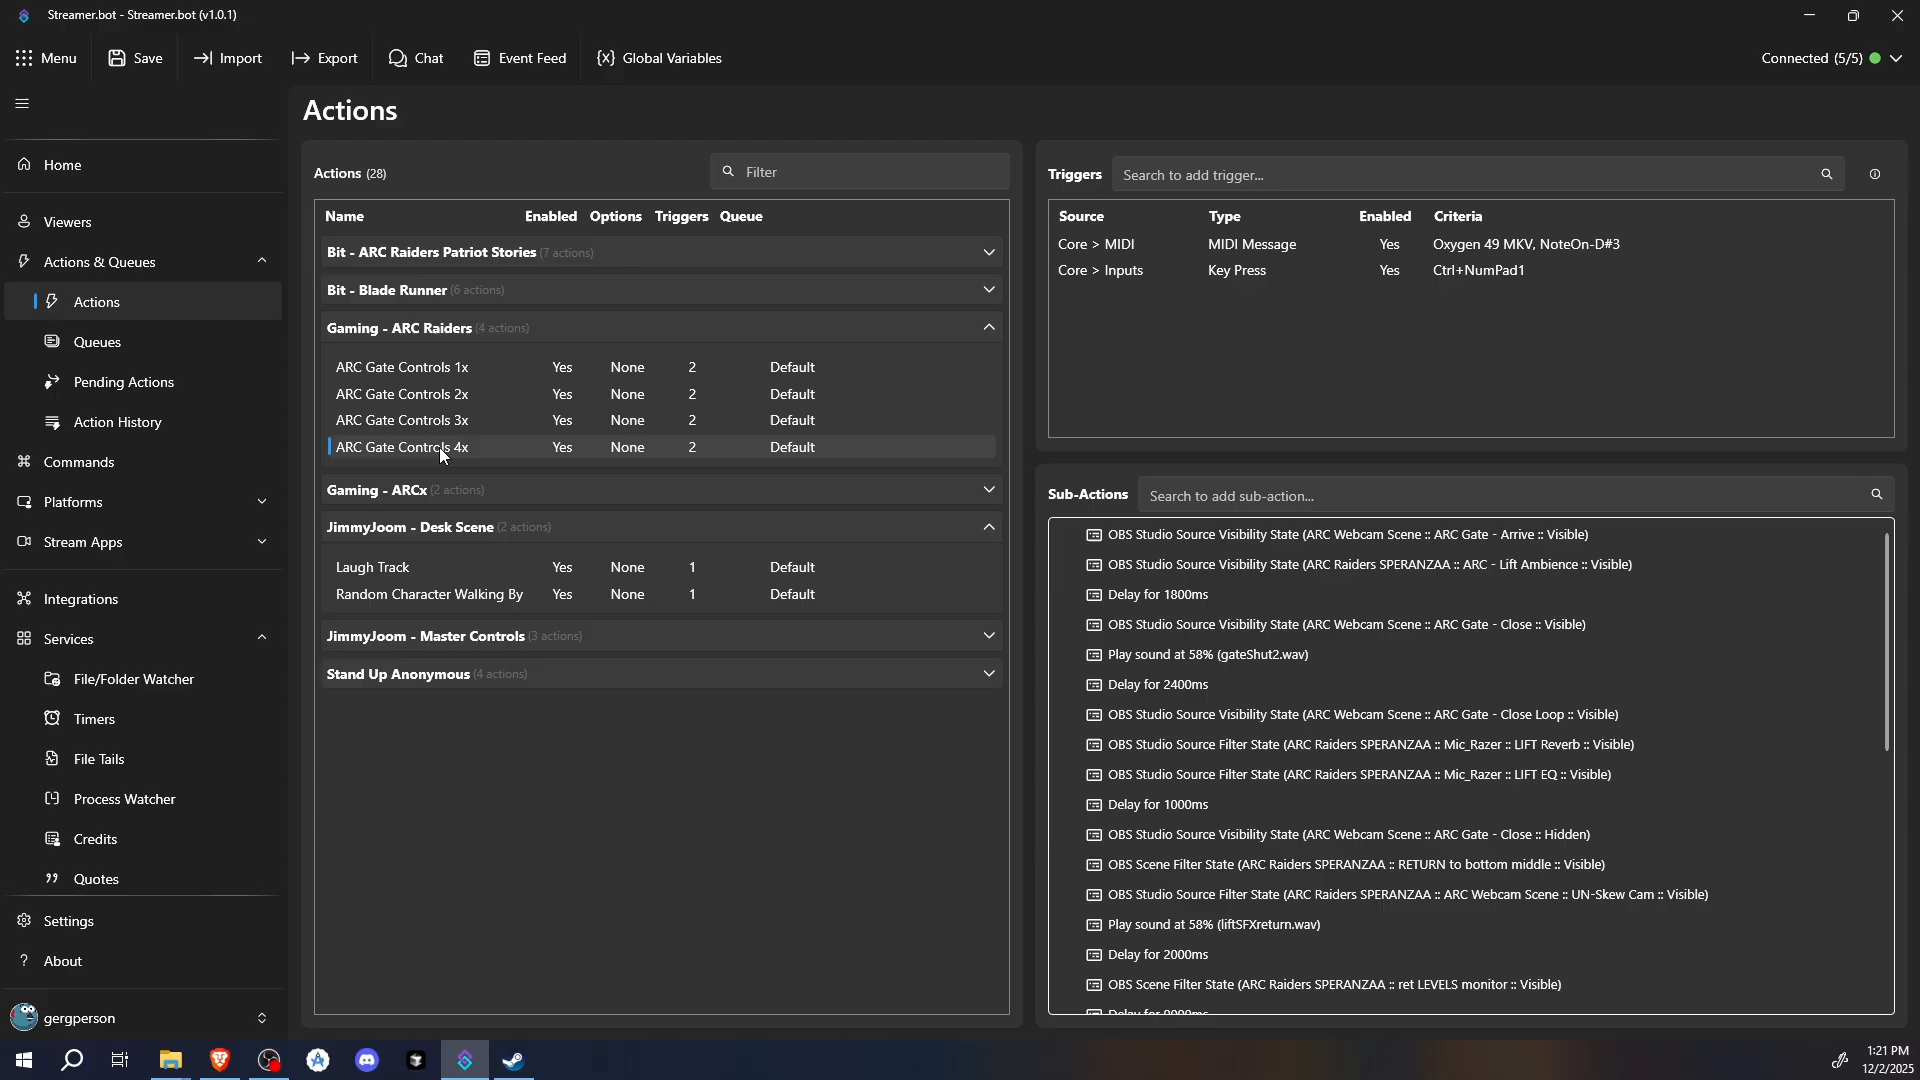 Streamer.bot - Streamer.bot (v1.0.1)
Menu
Save
Import
Export
Chat
Event Feed
Global Variables
Connected (5/5)
Home
Viewers
Actions & Queues
Actions
Queues
Pending Actions
Action History
Commands
Platforms
Stream Apps
Integrations
Services
File/Folder Watcher
Timers
File Tails
Process Watcher
Credits
Quotes
Settings
About
gergperson
Actions
Actions (28)
Filter
Name Enabled Options Triggers Queue
Bit - ARC Raiders Patriot Stories (7 actions)
Bit - Blade Runner (6 actions)
Gaming - ARC Raiders (4 actions)
ARC Gate Controls 1x Yes None 2 Default
ARC Gate Controls 2x Yes None 2 Default
ARC Gate Controls 3x Yes None 2 Default
ARC Gate Controls 4x Yes None 2 Default
Gaming - ARCx (2 actions)
JimmyJoom - Desk Scene (2 actions)
Laugh Track Yes None 1 Default
Random Character Walking By Yes None 1 Default
JimmyJoom - Master Controls (3 actions)
Stand Up Anonymous (4 actions)
Triggers
Search to add trigger...
Source Type Enabled Criteria
Core > MIDI MIDI Message Yes Oxygen 49 MKV, NoteOn-D#3
Core > Inputs Key Press Yes Ctrl+NumPad1
Sub-Actions
Search to add sub-action...
OBS Studio Source Visibility State (ARC Webcam Scene :: ARC Gate - Arrive :: Visible)
OBS Studio Source Visibility State (ARC Raiders SPERANZAA :: ARC - Lift Ambience :: Visible)
Delay for 1800ms
OBS Studio Source Visibility State (ARC Webcam Scene :: ARC Gate - Close :: Visible)
Play sound at 58% (gateShut2.wav)
Delay for 2400ms
OBS Studio Source Visibility State (ARC Webcam Scene :: ARC Gate - Close Loop :: Visible)
OBS Studio Source Filter State (ARC Raiders SPERANZAA :: Mic_Razer :: LIFT Reverb :: Visible)
OBS Studio Source Filter State (ARC Raiders SPERANZAA :: Mic_Razer :: LIFT EQ :: Visible)
Delay for 1000ms
OBS Studio Source Visibility State (ARC Webcam Scene :: ARC Gate - Close :: Hidden)
OBS Scene Filter State (ARC Raiders SPERANZAA :: RETURN to bottom middle :: Visible)
OBS Studio Source Filter State (ARC Raiders SPERANZAA :: ARC Webcam Scene :: UN-Skew Cam :: Visible)
Play sound at 58% (liftSFXreturn.wav)
Delay for 2000ms
OBS Scene Filter State (ARC Raiders SPERANZAA :: ret LEVELS monitor :: Visible)
1:21 PM
12/2/2025